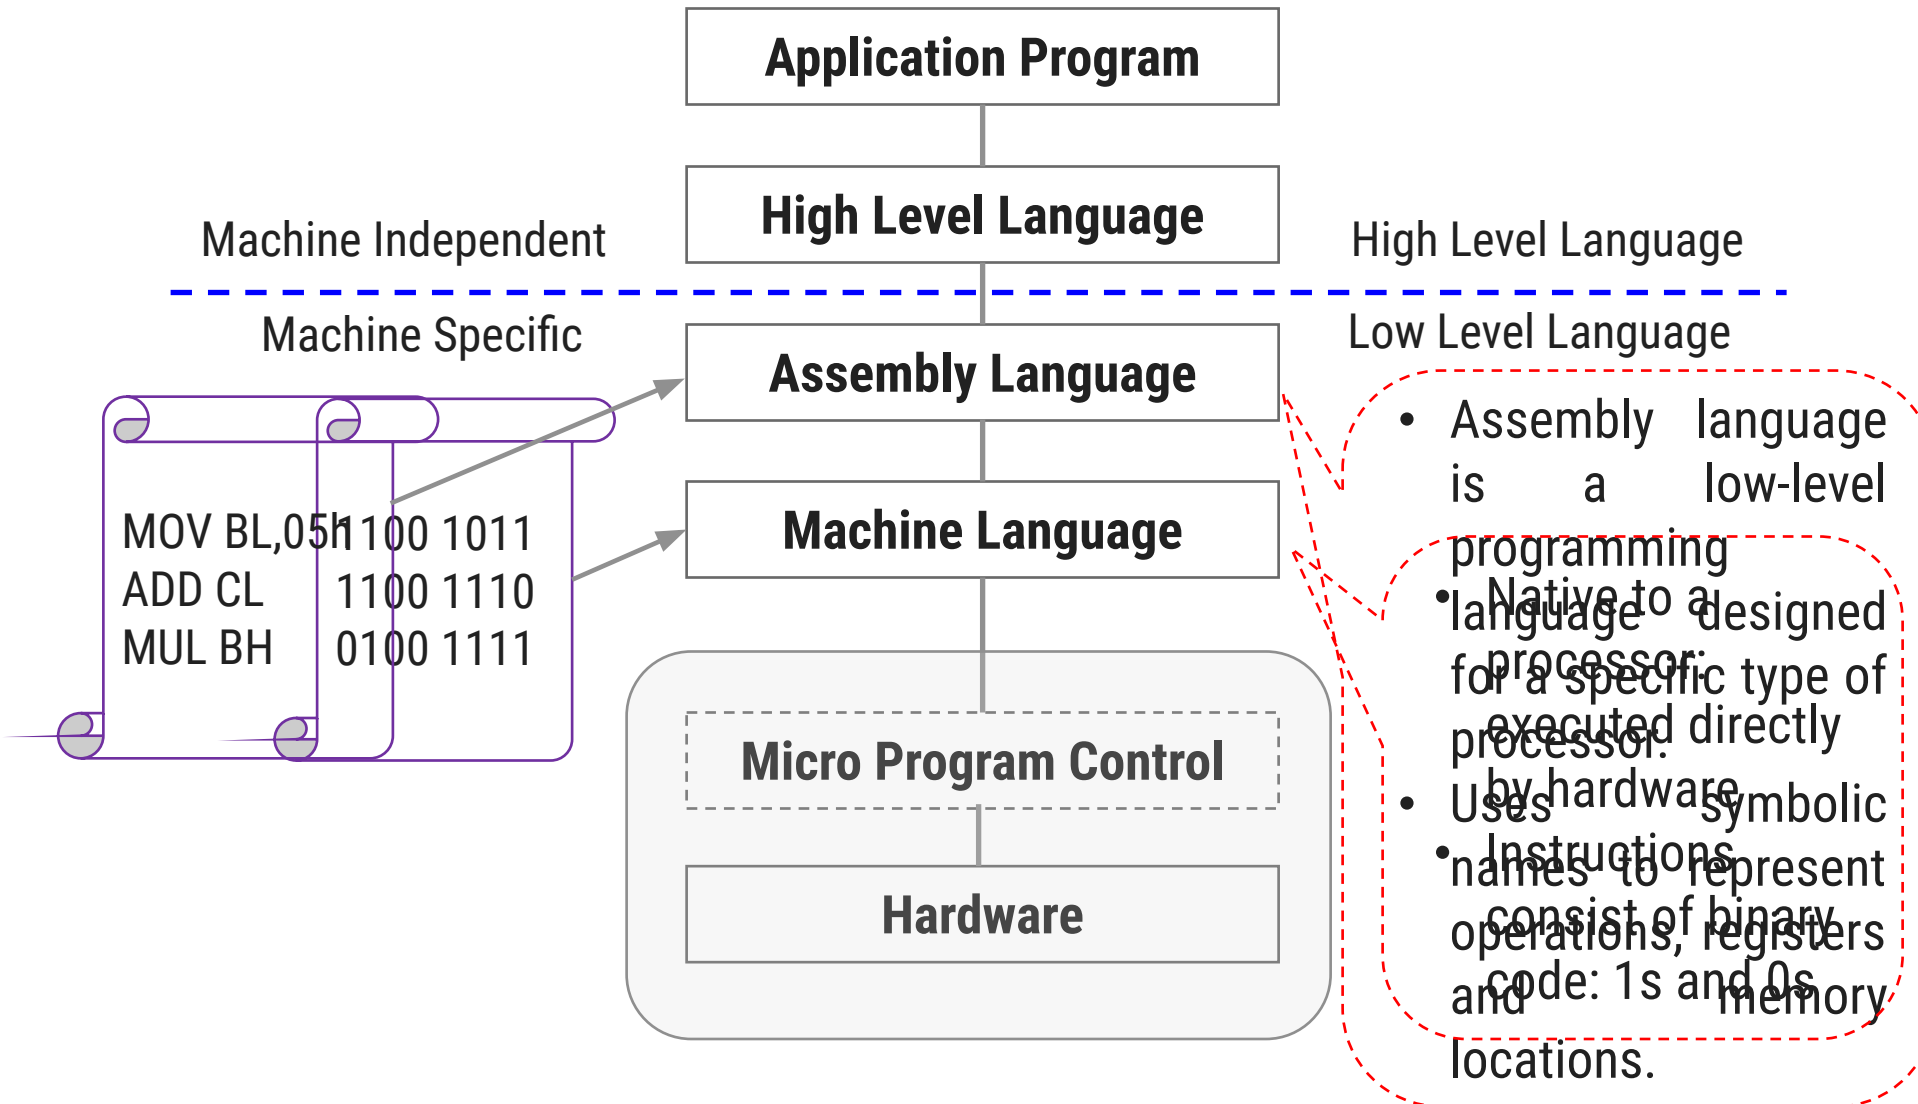 Application Program
High Level Language
Machine Independent
High Level Language
Machine Specific
Low Level Language
Assembly Language
Machine Language
MOV BL,05h
ADD CL
MUL BH
1100 1011
1100 1110
0100 1111
Micro Program Control
Hardware
• Assembly language
is a low-level
programming
language designed
for a specific type of
processor.
• Uses symbolic
names to represent
operations, registers
and memory
locations.
• Native to a
processor:
executed directly
by hardware
• Instructions
consist of binary
code: 1s and 0s